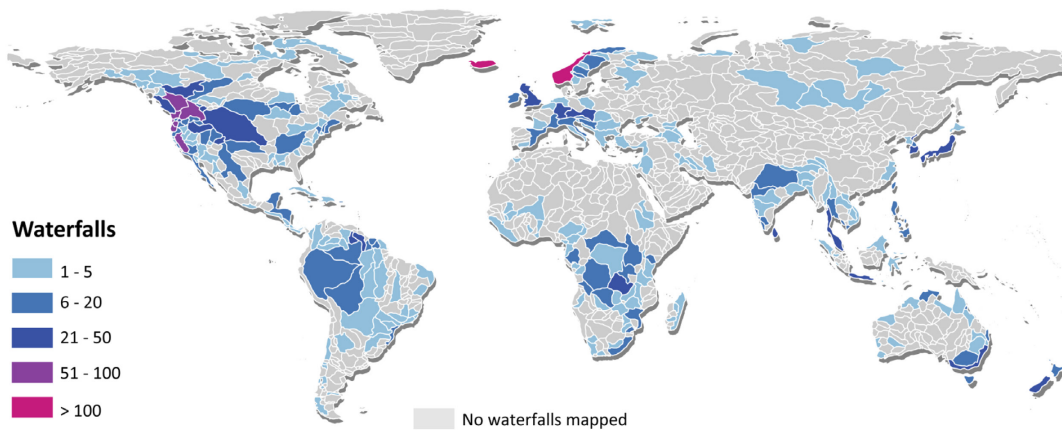 Waterfalls
1 - 5
6 - 20
21 - 50
51 - 100
> 100
No waterfalls mapped